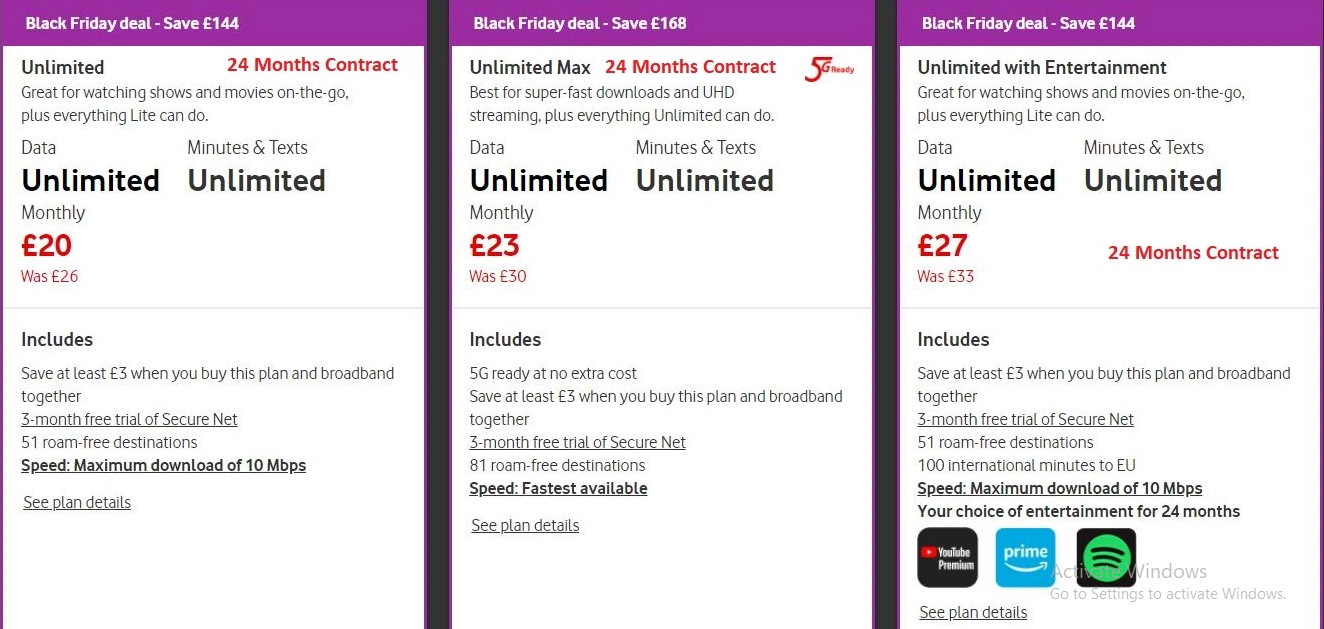 Black Friday deal - Save £144
Unlimited
24 Months Contract
Great for watching shows and movies on-the-go,
plus everything Lite can do.
Data Minutes & Texts
Unlimited Unlimited
Monthly
£20
Was £26
Includes
Save at least £3 when you buy this plan and broadband
together
3-month free trial of Secure Net
51 roam-free destinations
Speed: Maximum download of 10 Mbps
See plan details
Black Friday deal - Save £168
Unlimited Max 24 Months Contract 5G Ready
Best for super-fast downloads and UHD
streaming, plus everything Unlimited can do.
Data Minutes & Texts
Unlimited Unlimited
Monthly
£23
Was £30
Includes
5G ready at no extra cost
Save at least £3 when you buy this plan and broadband
together
3-month free trial of Secure Net
81 roam-free destinations
Speed: Fastest available
See plan details
Black Friday deal - Save £144
Unlimited with Entertainment
Great for watching shows and movies on-the-go,
plus everything Lite can do.
Data Minutes & Texts
Unlimited Unlimited
Monthly
£27
24 Months Contract
Was £33
Includes
Save at least £3 when you buy this plan and broadband
together
3-month free trial of Secure Net
51 roam-free destinations
100 international minutes to EU
Speed: Maximum download of 10 Mbps
Your choice of entertainment for 24 months
YouTube
Premium
prime
Activate Windows
Go to Settings to activate Windows.
See plan details